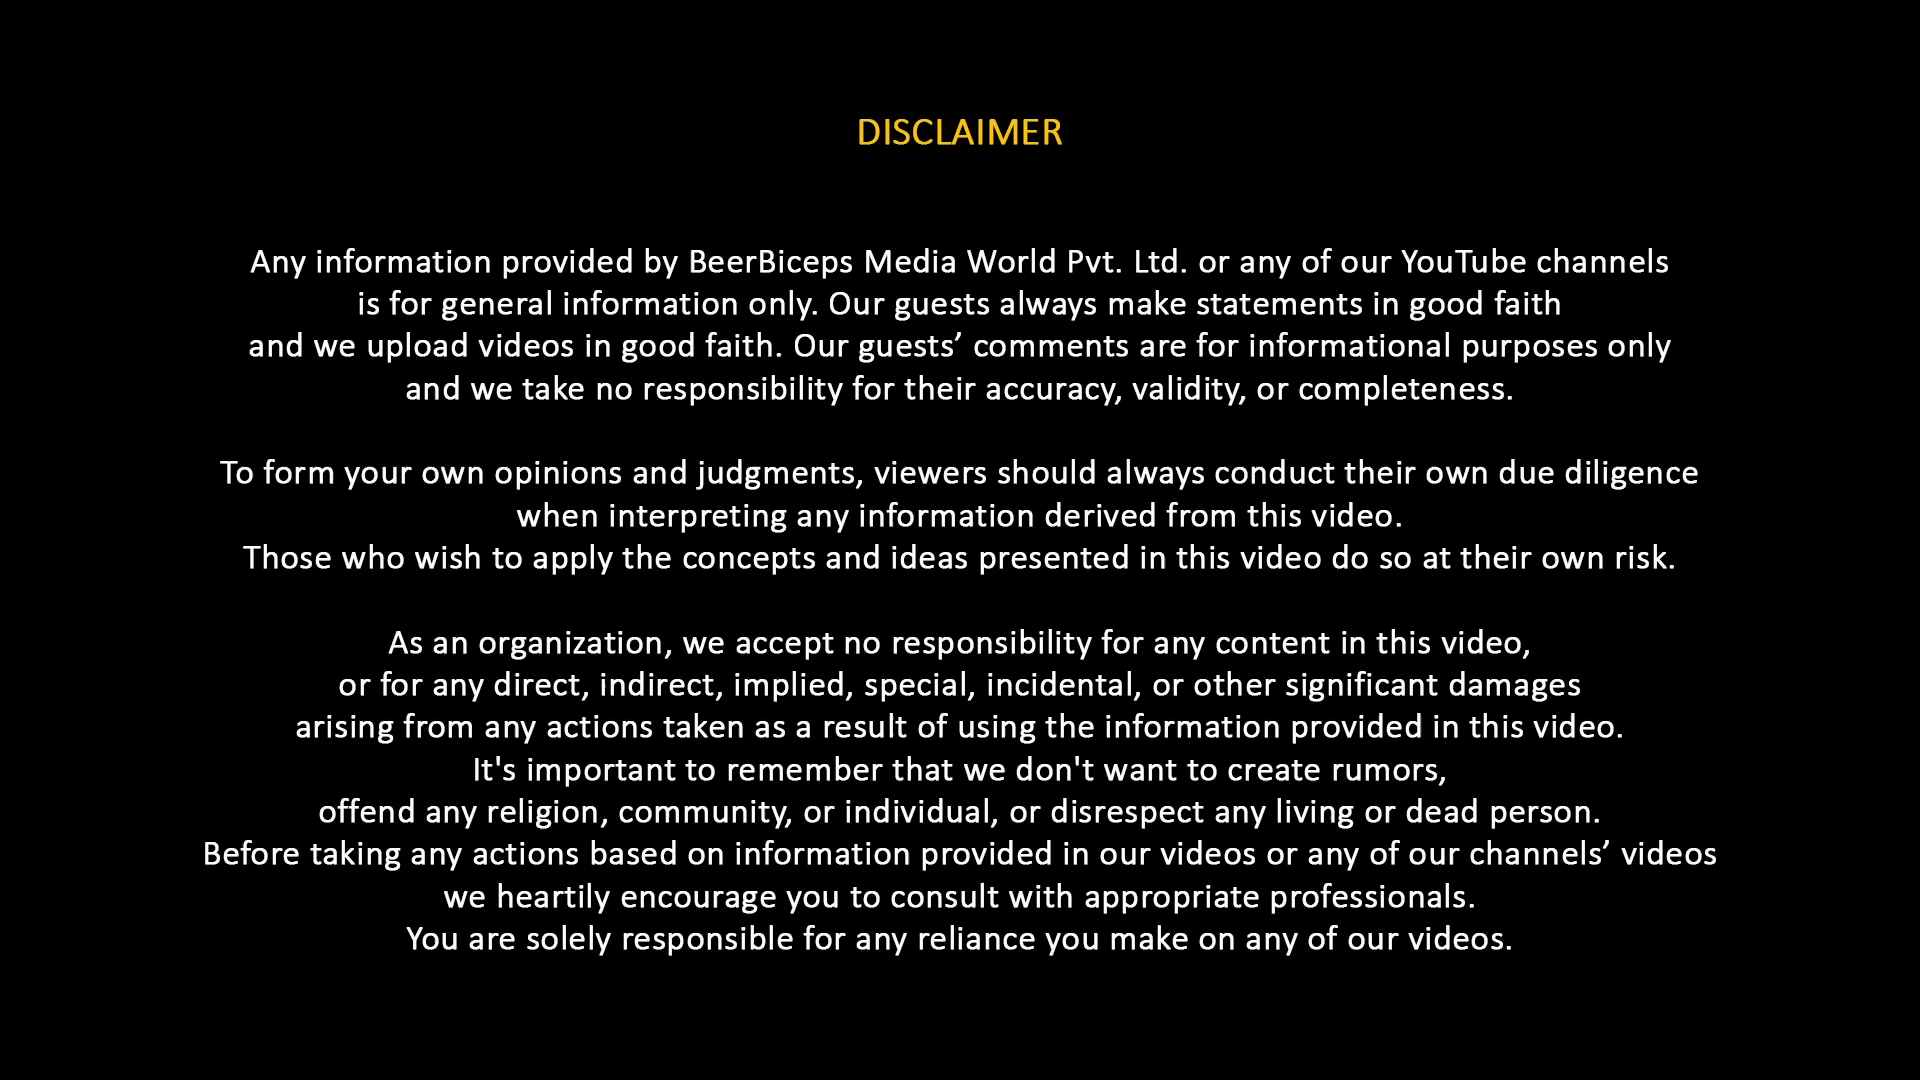 DISCLAIMER
Any information provided by BeerBiceps Media World Pvt. Ltd. or any of our YouTube channels
is for general information only. Our guests always make statements in good faith
and we upload videos in good faith. Our guests’ comments are for informational purposes only
and we take no responsibility for their accuracy, validity, or completeness.
To form your own opinions and judgments, viewers should always conduct their own due diligence
when interpreting any information derived from this video.
Those who wish to apply the concepts and ideas presented in this video do so at their own risk.
As an organization, we accept no responsibility for any content in this video,
or for any direct, indirect, implied, special, incidental, or other significant damages
arising from any actions taken as a result of using the information provided in this video.
It's important to remember that we don't want to create rumors,
offend any religion, community, or individual, or disrespect any living or dead person.
Before taking any actions based on information provided in our videos or any of our channels’ videos
we heartily encourage you to consult with appropriate professionals.
You are solely responsible for any reliance you make on any of our videos.